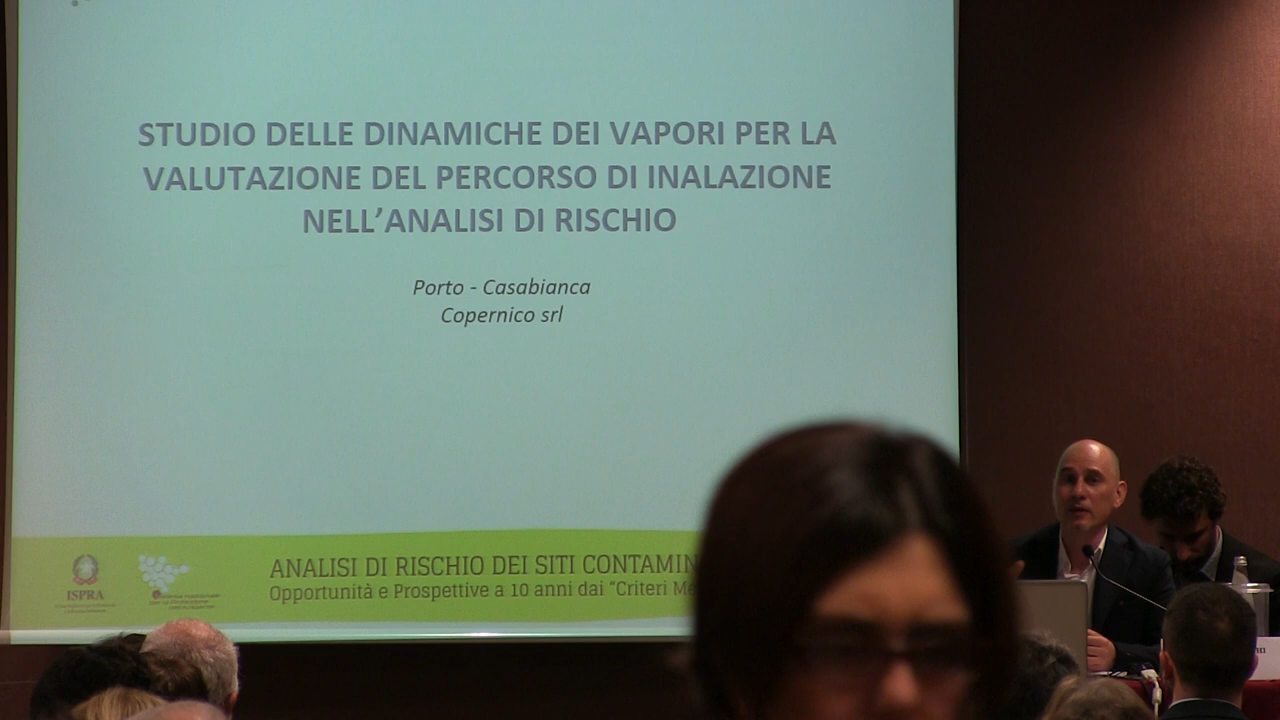 STUDIO DELLE DINAMICHE DEI VAPORI PER LA
VALUTAZIONE DEL PERCORSO DI INALAZIONE
NELL'ANALISI DI RISCHIO
Porto - Casabianca
Copernico srl
ISPRA
ANALISI DI RISCHIO DEI SITI CONTAMIN
Opportunità e Prospettive a 10 anni dai "Criteri Me